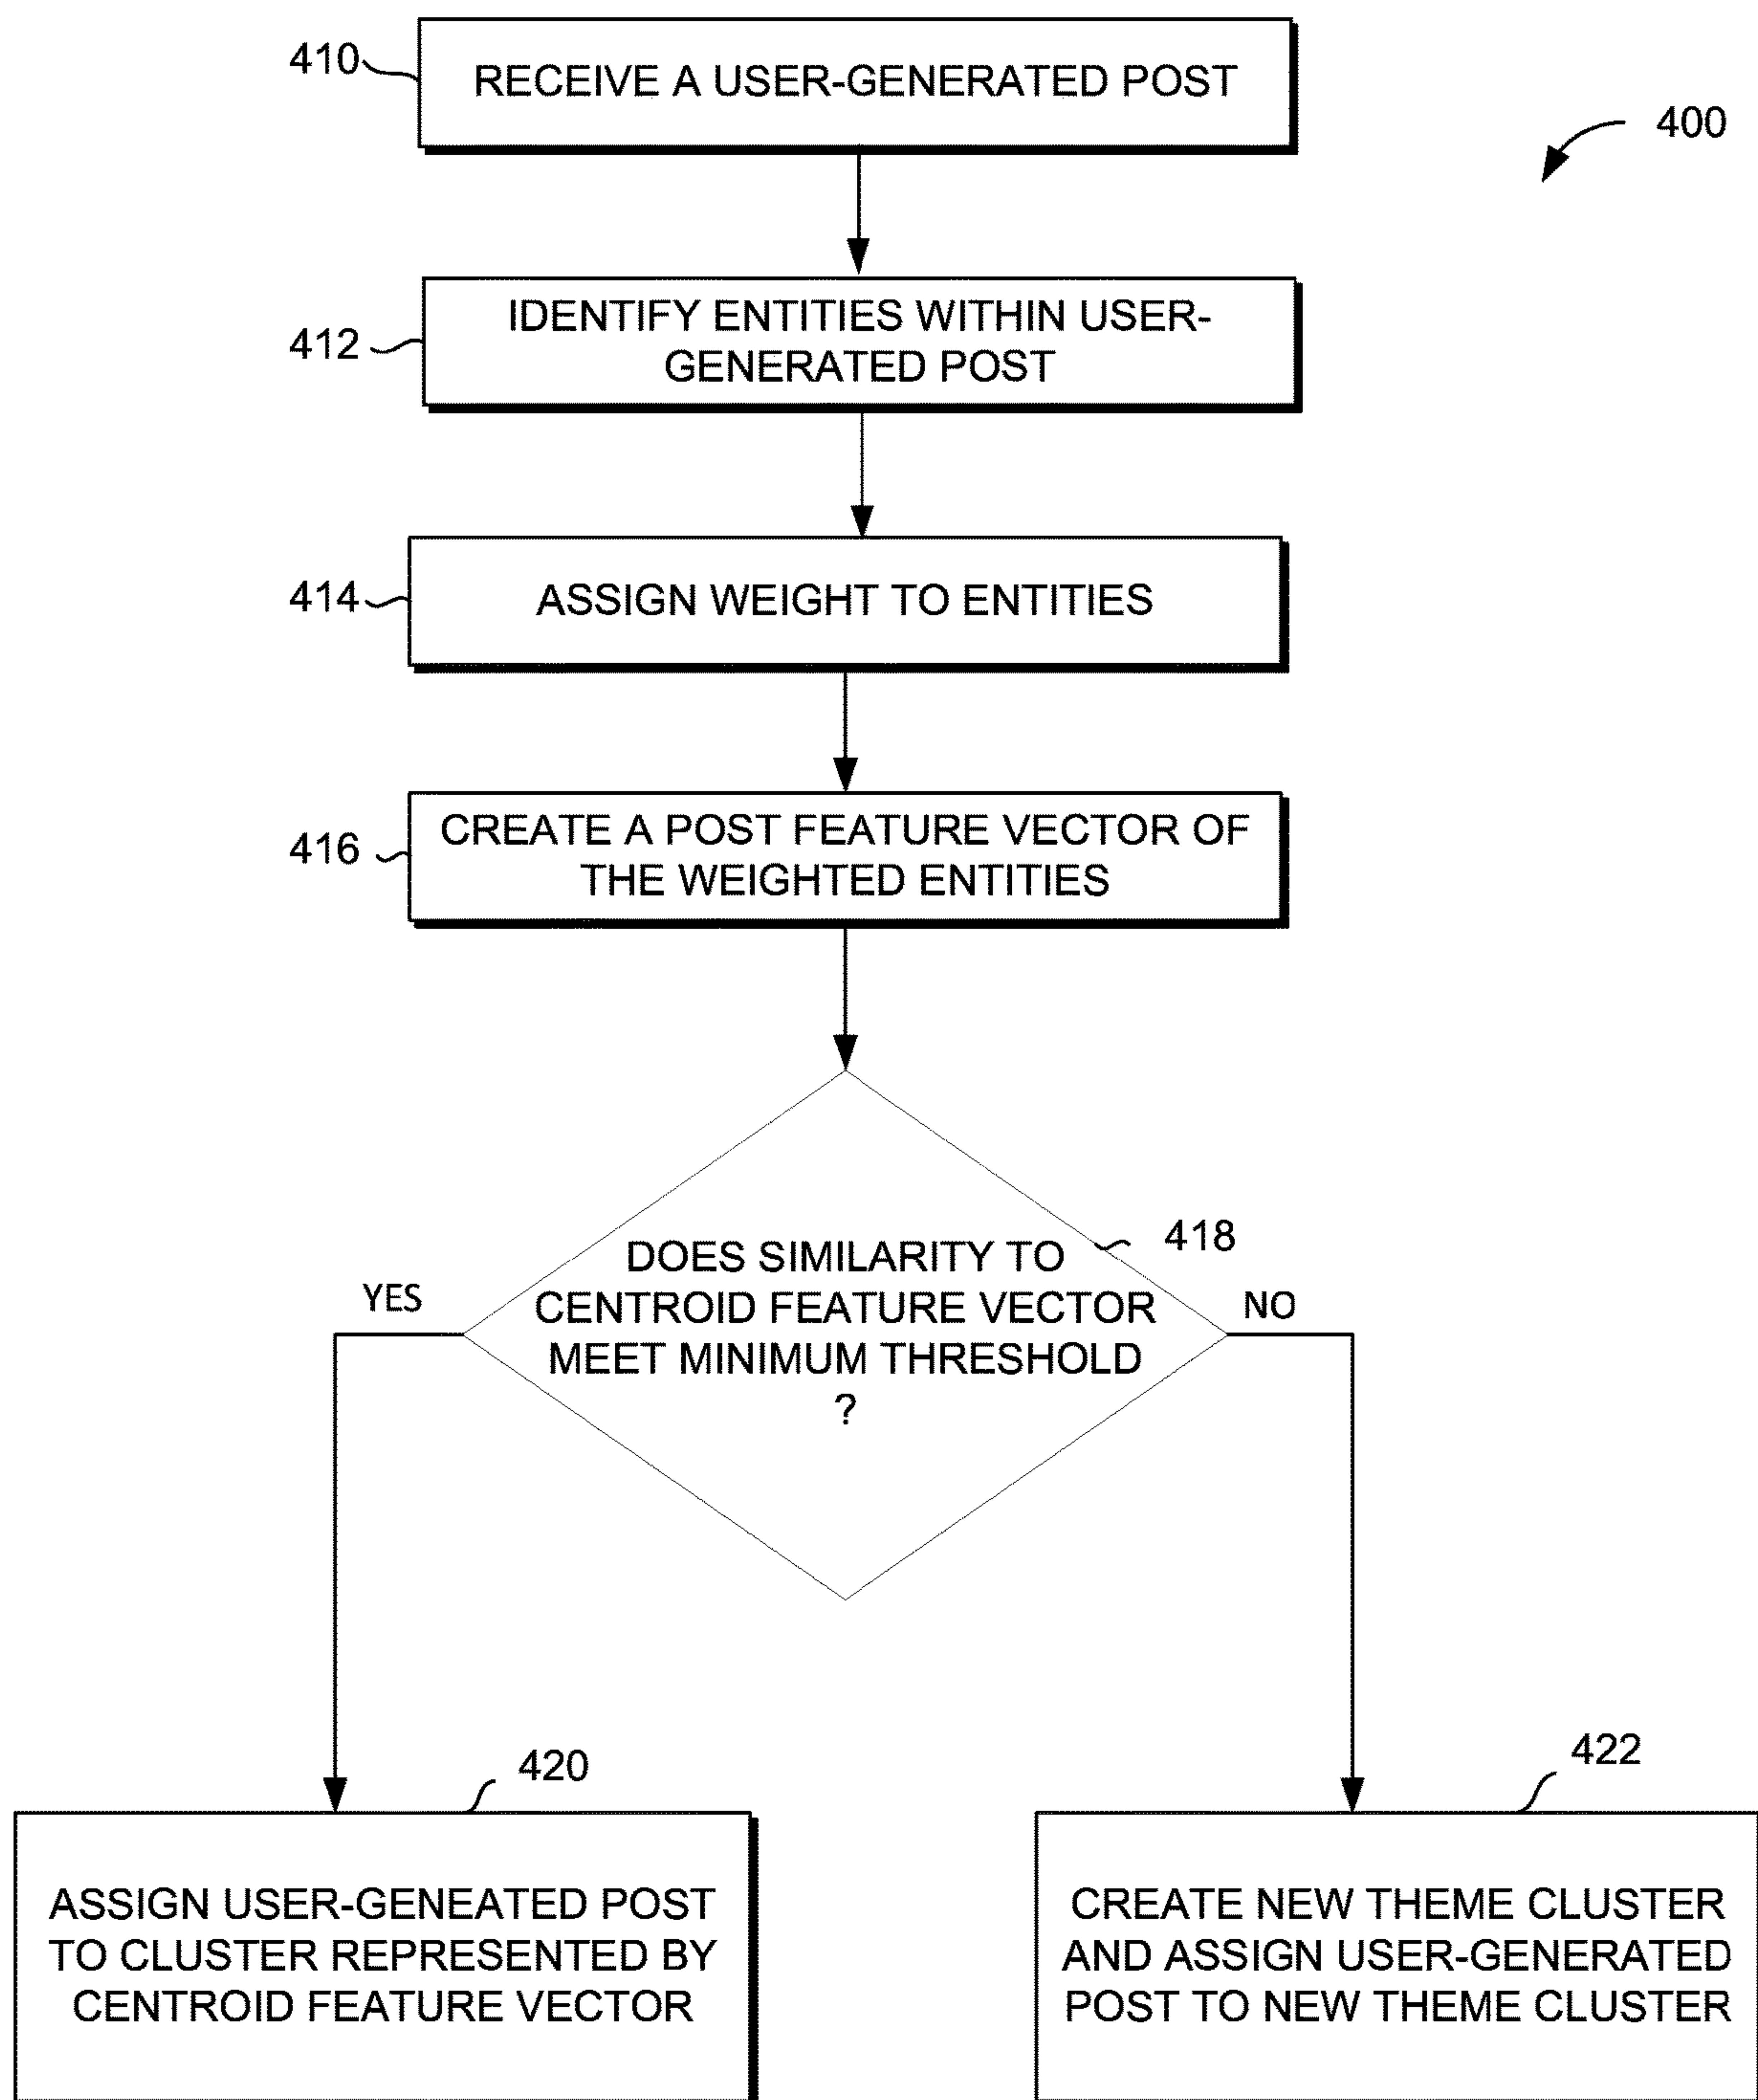 410
RECEIVE A USER-GENERATED POST
400
412
IDENTIFY ENTITIES WITHIN USER-
GENERATED POST
414
ASSIGN WEIGHT TO ENTITIES
416
CREATE A POST FEATURE VECTOR OF
THE WEIGHTED ENTITIES
418
DOES SIMILARITY TO
CENTROID FEATURE VECTOR
MEET MINIMUM THRESHOLD
?
YES
NO
420
ASSIGN USER-GENEATED POST
TO CLUSTER REPRESENTED BY
CENTROID FEATURE VECTOR
422
CREATE NEW THEME CLUSTER
AND ASSIGN USER-GENERATED
POST TO NEW THEME CLUSTER